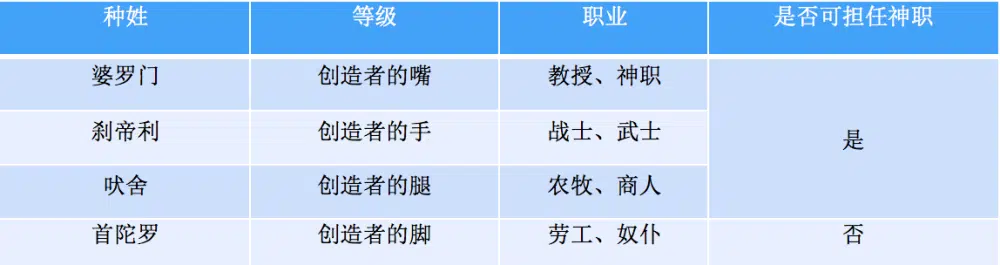 种姓 等级 职业 是否可担任神职
婆罗门 创造者的嘴 教授、神职
刹帝利 创造者的手 战士、武士
是
吠舍 创造者的腿 农牧、商人
首陀罗 创造者的脚 劳工、奴仆 否